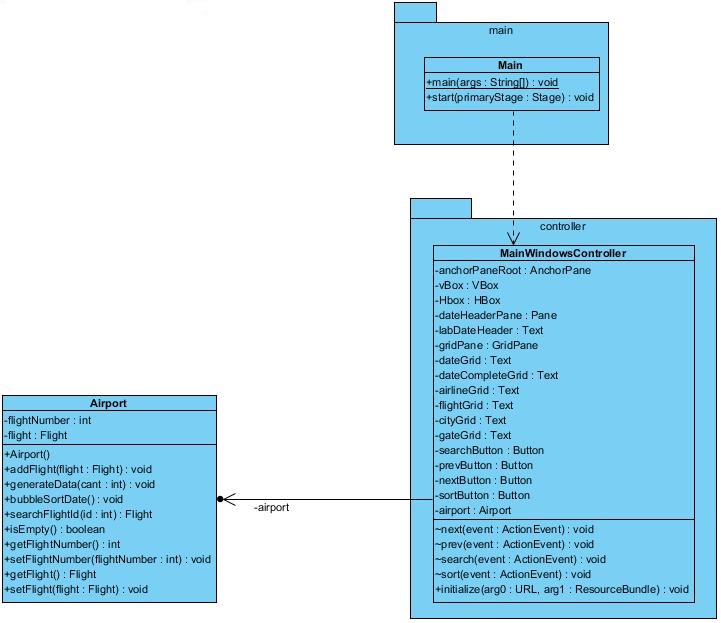 main
Main
+main(args : String[]) : void
+start(primaryStage : Stage) : void
controller
MainWindowsController
-anchorPaneRoot : AnchorPane
-vBox : VBox
-Hbox : HBox
-dateHeaderPane : Pane
-labDateHeader : Text
-gridPane : GridPane
-dateGrid : Text
-dateCompleteGrid : Text
-airlineGrid : Text
-flightGrid : Text
-cityGrid : Text
-gateGrid : Text
-searchButton : Button
-prevButton : Button
-nextButton : Button
-sortButton : Button
-airport : Airport
~next(event : ActionEvent) : void
~prev(event : ActionEvent) : void
~search(event : ActionEvent) : void
~sort(event : ActionEvent) : void
+initialize(arg0 : URL, arg1 : ResourceBundle) : void
-airport
Airport
-flightNumber : int
-flight : Flight
+Airport()
+addFlight(flight : Flight) : void
+generateData(cant : int) : void
+bubbleSortDate() : void
+searchFlightId(id : int) : Flight
+isEmpty() : boolean
+getFlightNumber() : int
+setFlightNumber(flightNumber : int) : void
+getFlight() : Flight
+setFlight(flight : Flight) : void